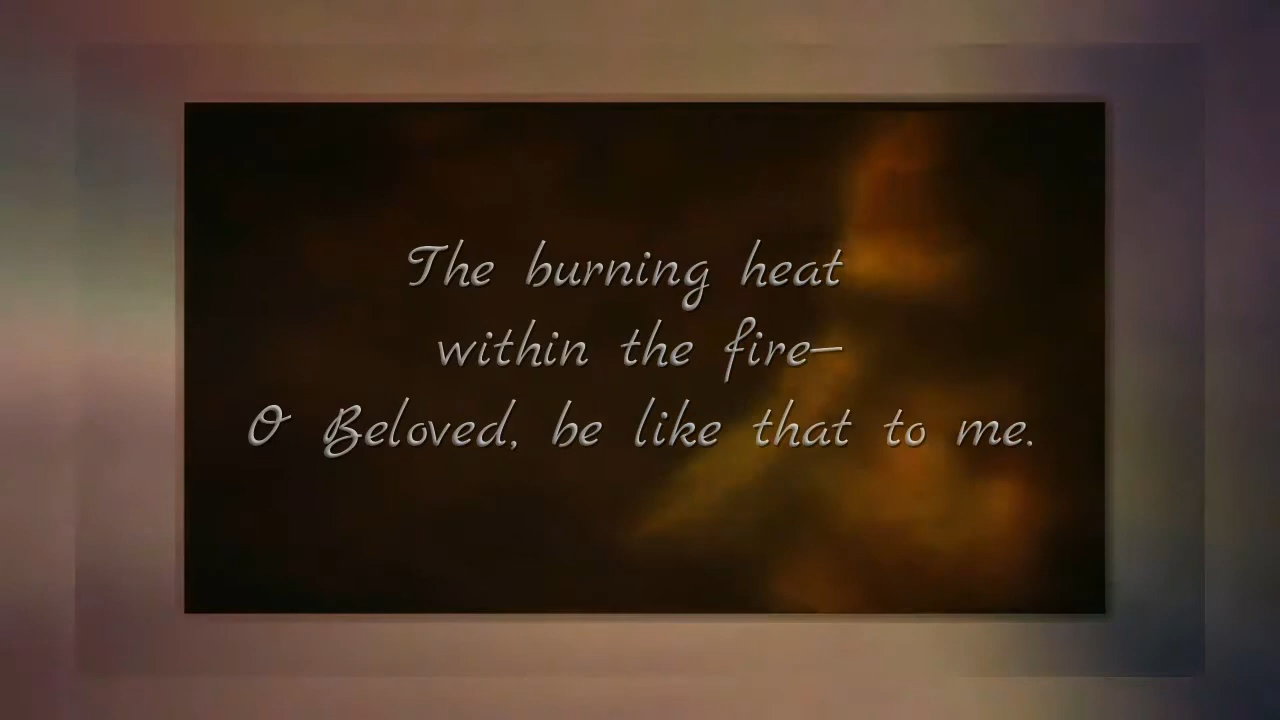 The burning heat
within the fire—
O Beloved, be like that to me.